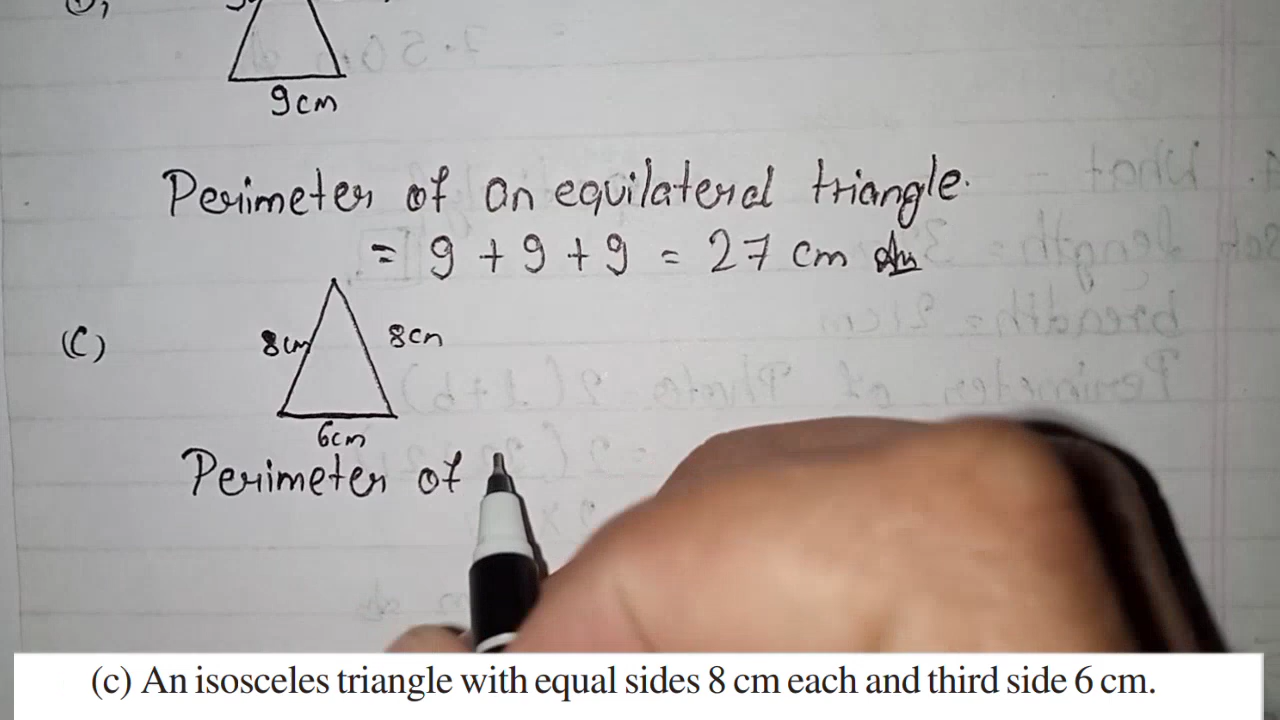 9cm
Perimeter of an equilateral triangle.
= 9 + 9 + 9 = 27 cm Ans
(C)
8cm 8cm
6cm
Perimeter of
(c) An isosceles triangle with equal sides 8 cm each and third side 6 cm.